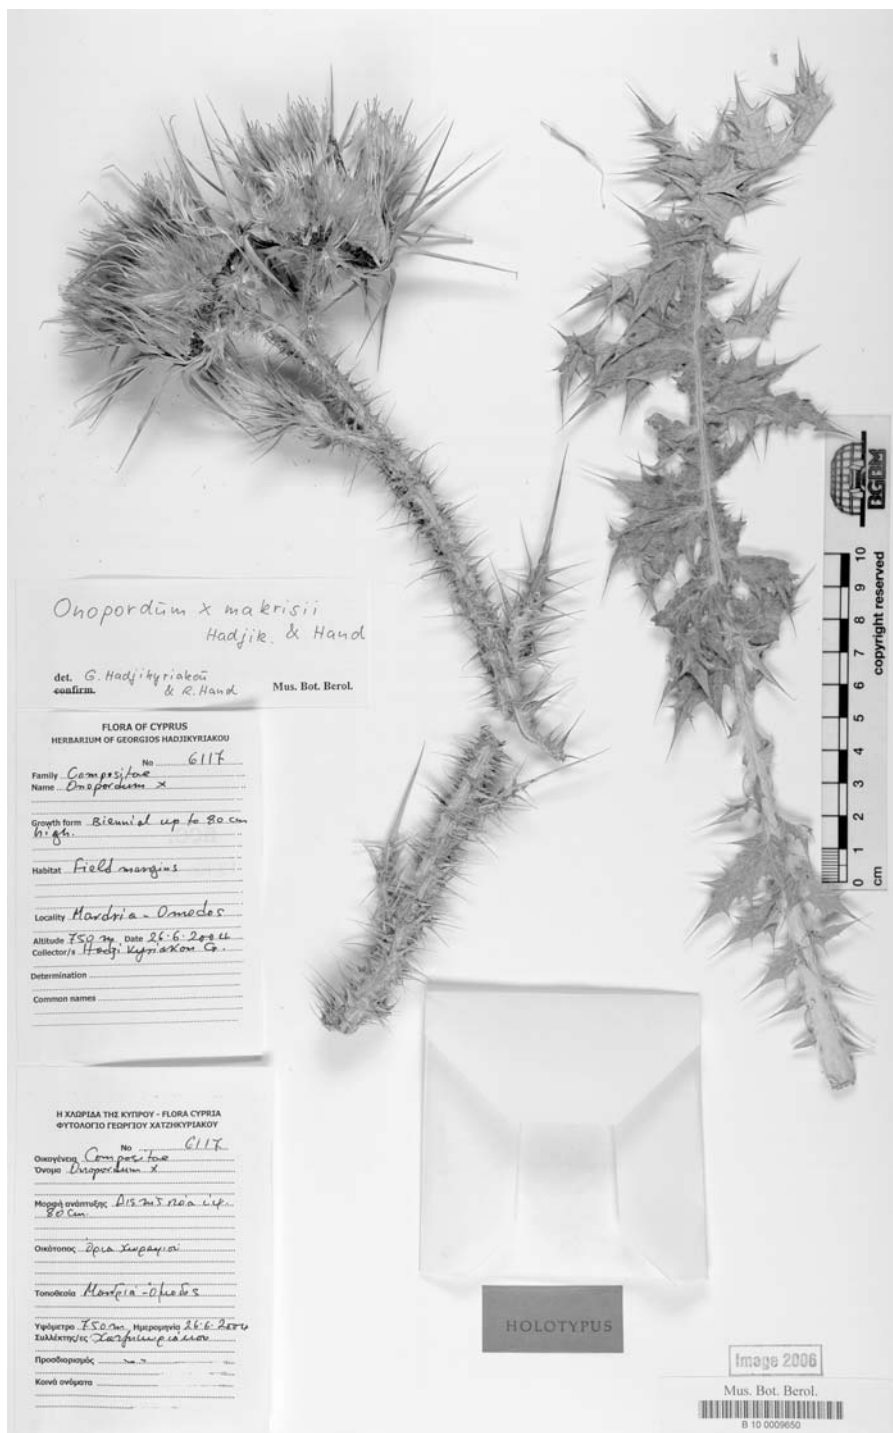 Onopordum x makrisii
Hadjik. & Hand
det. G. Hadjikyriakou
confirm. & R. Hand Mus. Bot. Berol.
FLORA OF CYPRUS
HERBARIUM OF GEORGIOS HADJIKYRIAKOU
No 6117
Family Compositae
Name Onopordum x
Growth form Biennial up to 80 cm
high.
Habitat Field margins
Locality Mandria - Omodos
Altitude 750 m Date 26.6.2004
Collector/s Hadjikyriakou G.
Determination
Common names
Η ΧΛΩΡΙΔΑ ΤΗΣ ΚΥΠΡΟΥ - FLORA CYPRIA
ΦΥΤΟΛΟΓΙΟ ΓΕΩΡΓΙΟΥ ΧΑΤΖΗΚΥΡΙΑΚΟΥ
No 6117
Οικογένεια Compositae
Όνομα Onopordum x
Μορφή ανάπτυξης
80 cm.
Οικότοπος Όρια χωραφιού
Τοποθεσία Μανδριά - Όμοδος
Υψόμετρο 750 m Ημερομηνία 26.6.2004
Συλλέκτης/ες Χατζηκυριάκου
Προσδιορισμός
Κοινά ονόματα
BGBM
copyright reserved
10
9
8
7
6
5
4
3
2
1
0
cm
HOLOTYPUS
Image 2006
Mus. Bot. Berol.
B 10 0009650